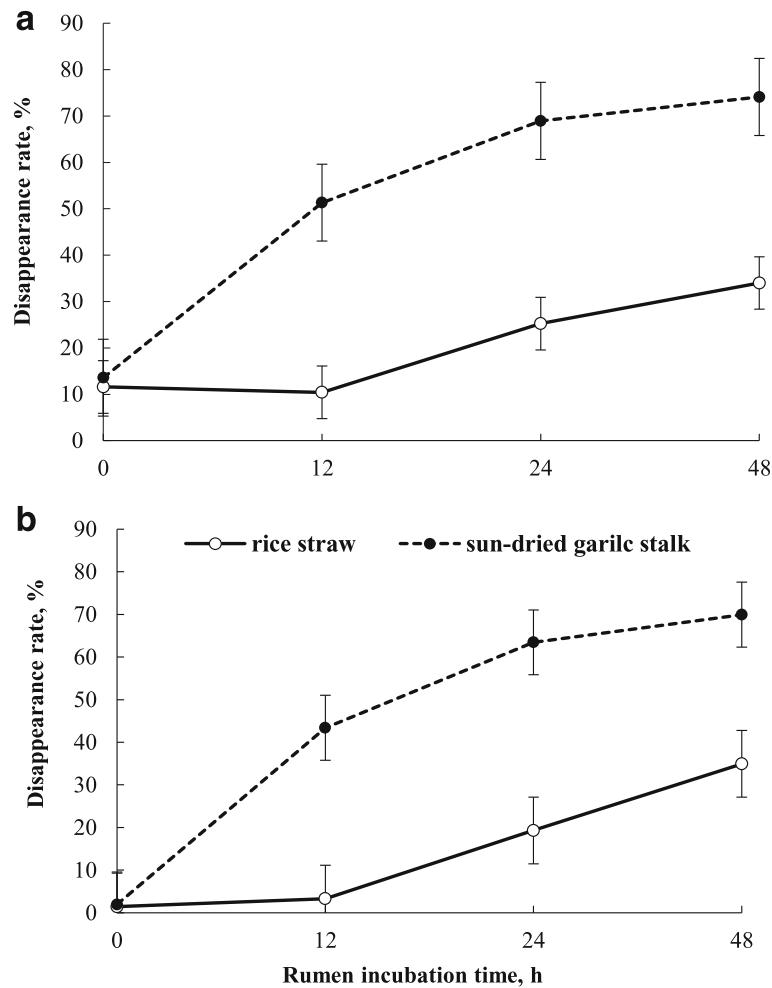 a
90
80
70
60
50
40
30
20
10
0
Disappearance rate, %
0 12 24 48
b
90
80
70
60
50
40
30
20
10
0
Disappearance rate, %
rice straw sun-dried garilc stalk
0 12 24 48
Rumen incubation time, h